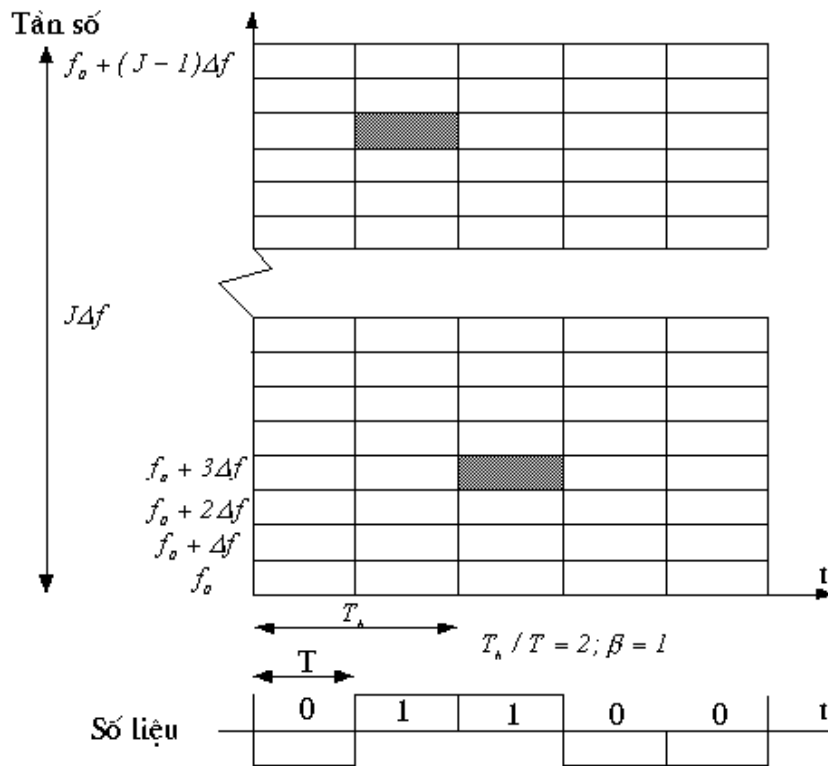 Tần số
f₀ + (J − 1)Δf
JΔf
f₀ + 3Δf
f₀ + 2Δf
f₀ + Δf
f₀
t
Tₕ
Tₕ / T = 2; β = 1
T
Số liệu
0 1 1 0 0 t